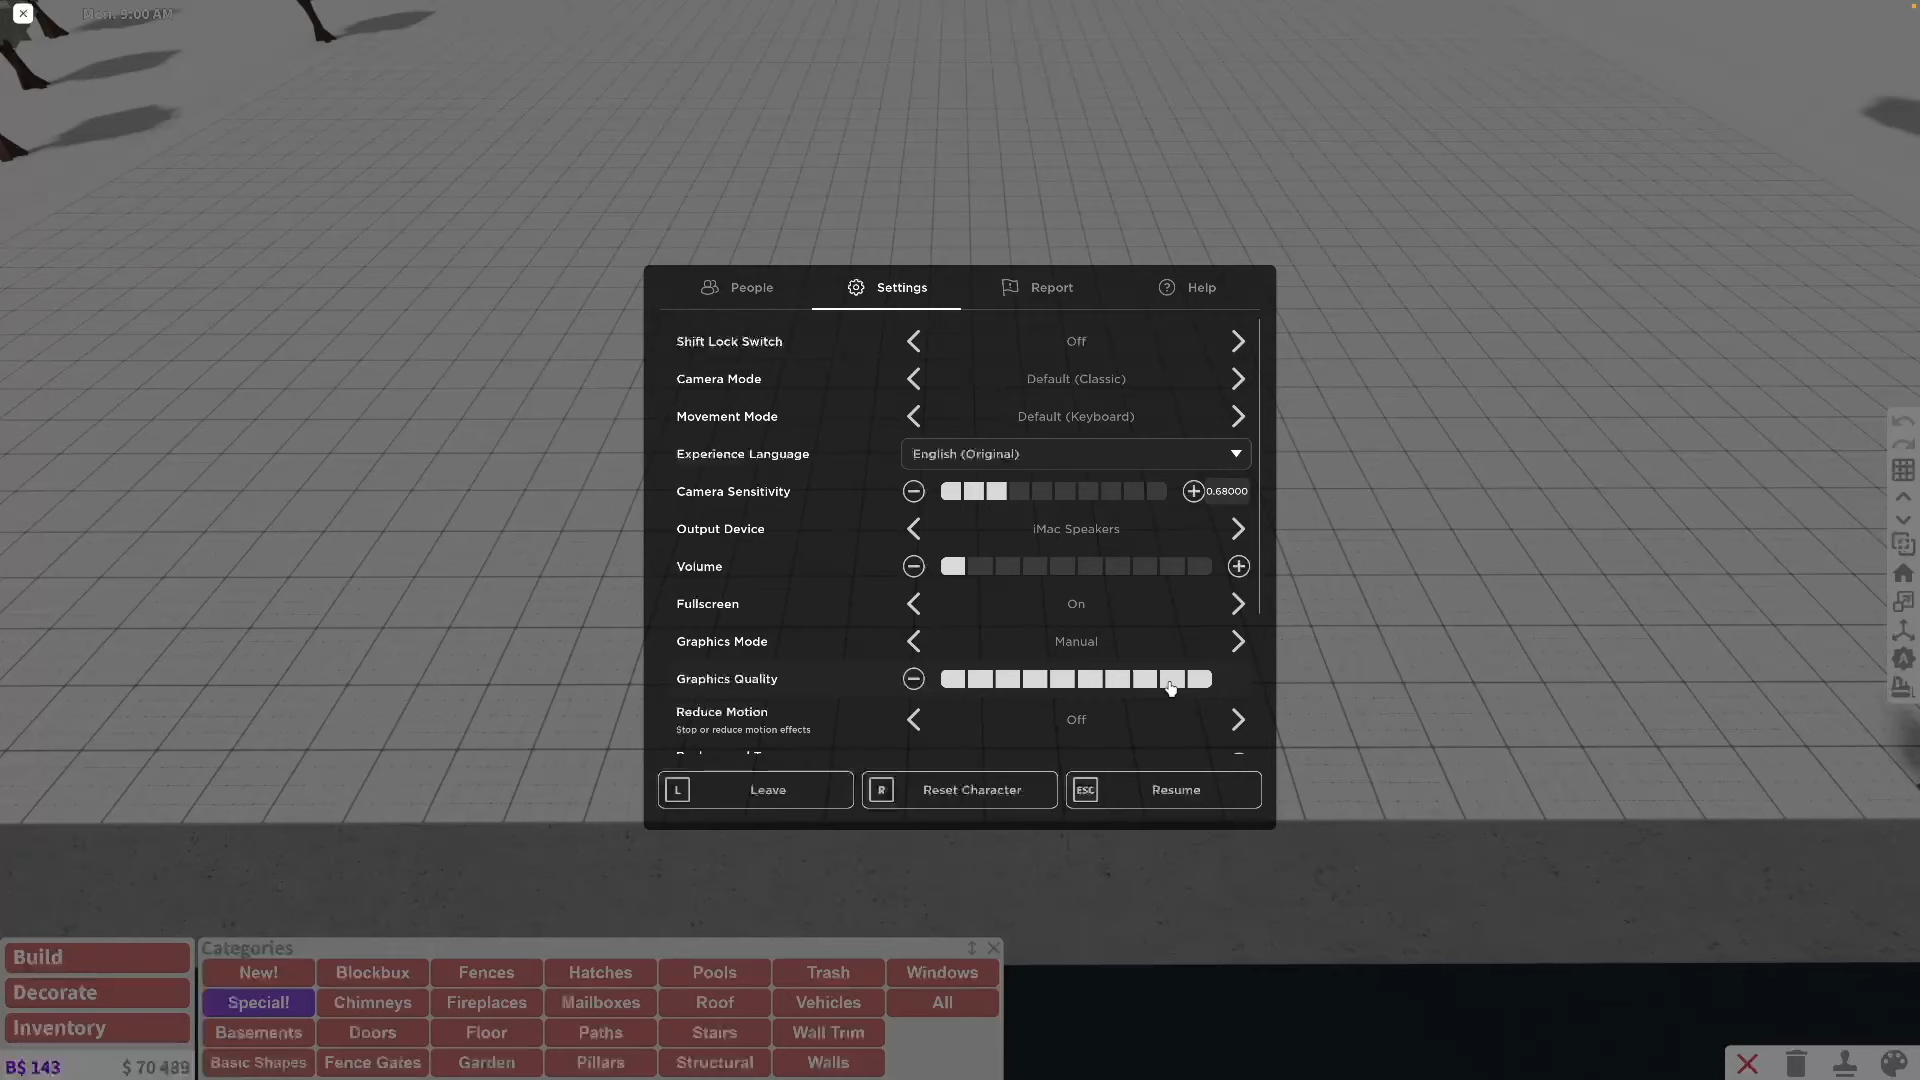 Mon. 9:00 AM
People
Settings
Report
Help
Shift Lock Switch
Off
Camera Mode
Default (Classic)
Movement Mode
Default (Keyboard)
Experience Language
English (Original)
Camera Sensitivity
0.68000
Output Device
iMac Speakers
Volume
Fullscreen
On
Graphics Mode
Manual
Graphics Quality
Reduce Motion
Stop or reduce motion effects
Off
L Leave
R Reset Character
ESC Resume
Build
Decorate
Inventory
B$ 143 $ 70 489
Categories
New! Blockbux Fences Hatches Pools Trash Windows
Special! Chimneys Fireplaces Mailboxes Roof Vehicles All
Basements Doors Floor Paths Stairs Wall Trim
Basic Shapes Fence Gates Garden Pillars Structural Walls